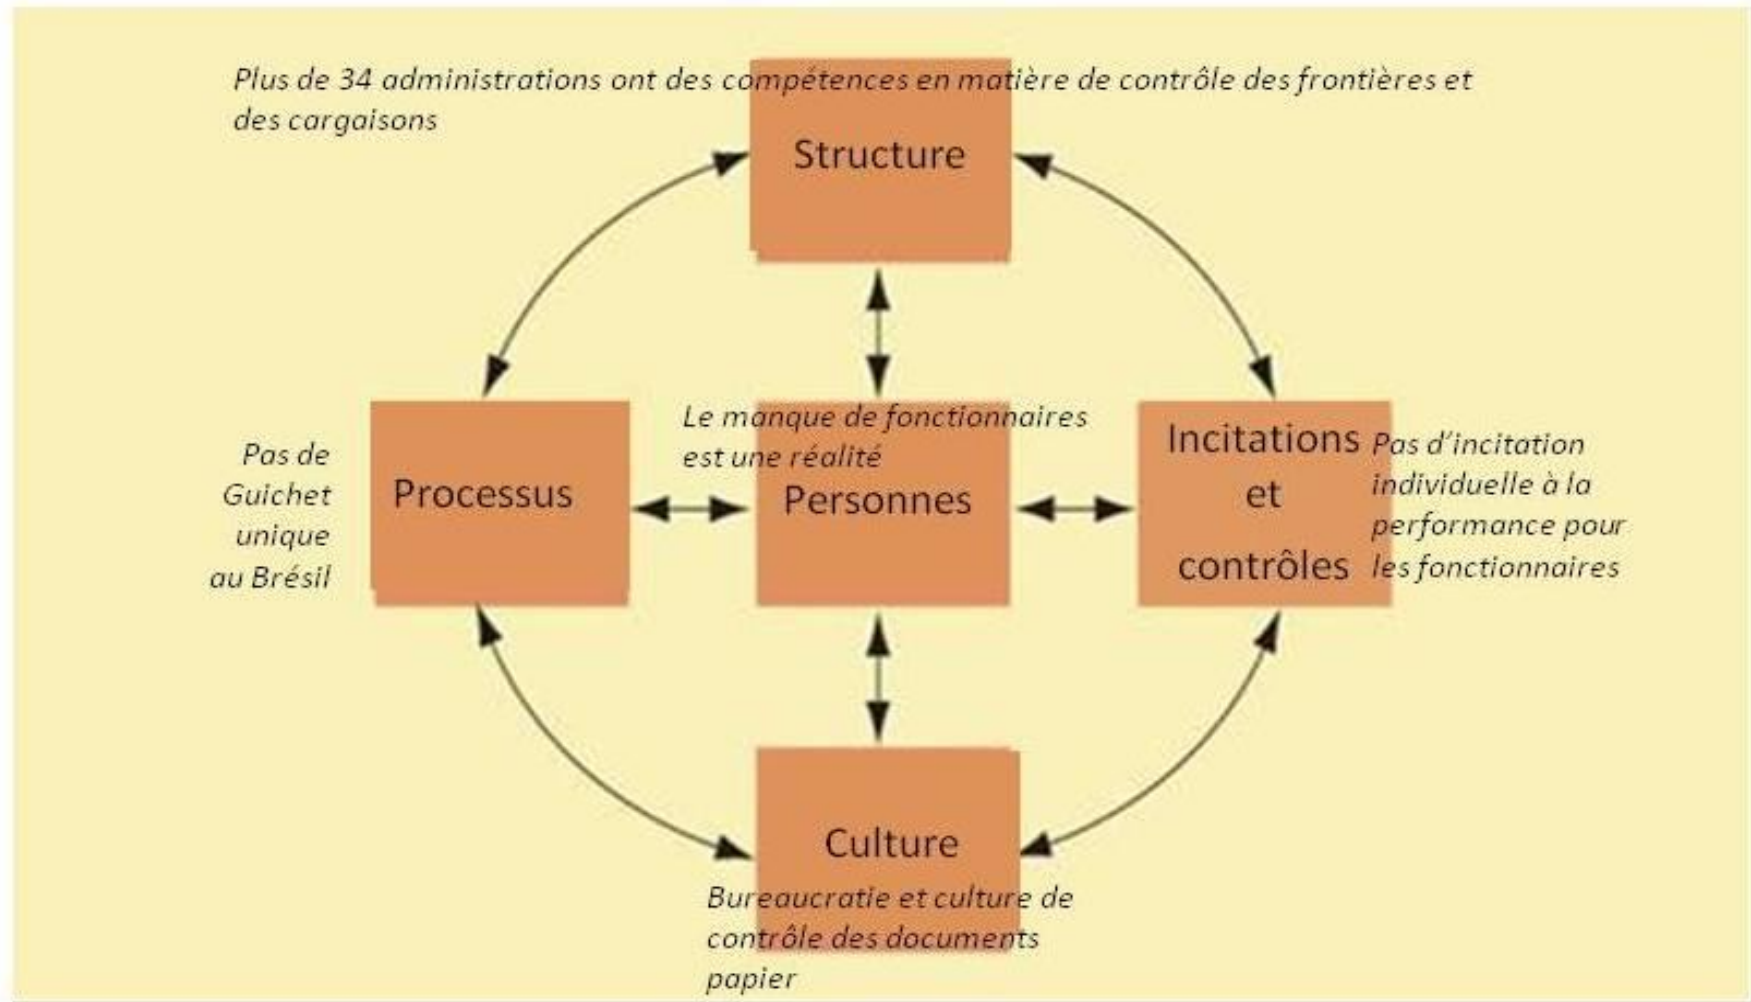 Plus de 34 administrations ont des compétences en matière de contrôle des frontières et
des cargaisons
Structure
Pas de
Guichet
unique
au Brésil
Processus
Le manque de fonctionnaires
est une réalité
Personnes
Incitations
et
contrôles
Pas d'incitation
individuelle à la
performance pour
les fonctionnaires
Culture
Bureaucratie et culture de
contrôle des documents
papier